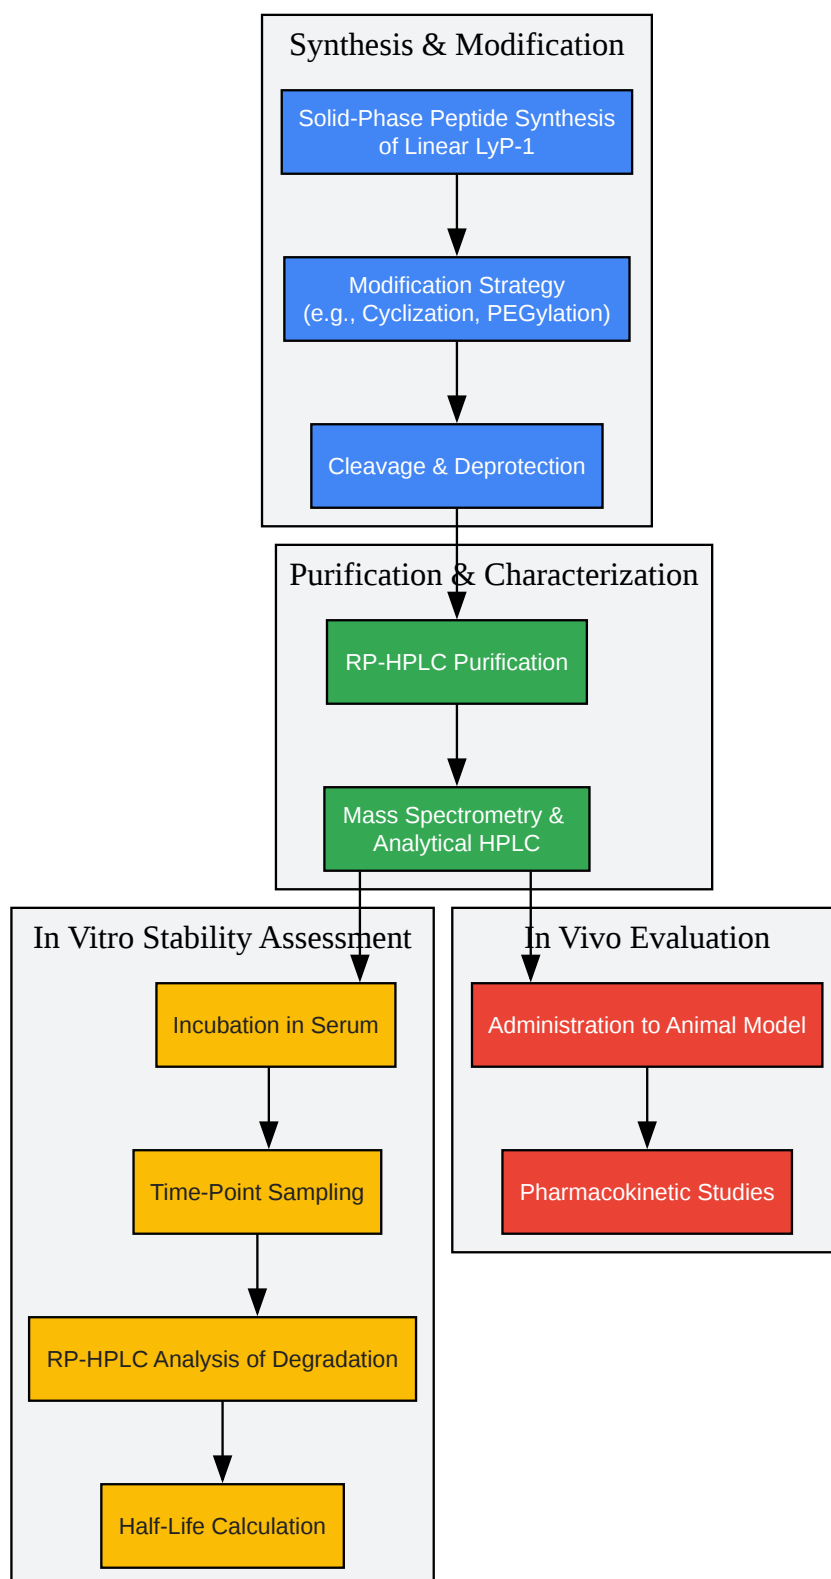 Synthesis & Modification
Solid-Phase Peptide Synthesis
of Linear LyP-1
Modification Strategy
(e.g., Cyclization, PEGylation)
Cleavage & Deprotection
Purification & Characterization
RP-HPLC Purification
Mass Spectrometry &
Analytical HPLC
In Vitro Stability Assessment
Incubation in Serum
Time-Point Sampling
RP-HPLC Analysis of Degradation
Half-Life Calculation
In Vivo Evaluation
Administration to Animal Model
Pharmacokinetic Studies